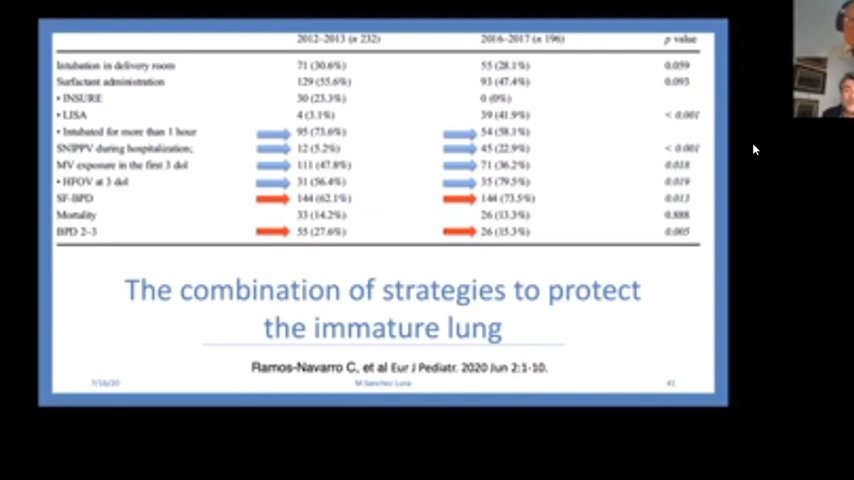 2012–2013 (n 232) 2016–2017 (n 196) p value
Intubation in delivery room 71 (30.6%) 55 (28.1%) 0.059
Surfactant administration 129 (55.6%) 93 (47.4%) 0.093
• INSURE 30 (23.3%) 0 (0%)
• LISA 4 (3.1%) 39 (41.9%) < 0.001
• Intubated for more than 1 hour 95 (73.6%) 54 (58.1%)
SNIPPV during hospitalization; 12 (5.2%) 45 (22.9%) < 0.001
MV exposure in the first 3 dol 111 (47.8%) 71 (36.2%) 0.018
• HFOV at 3 dol 31 (56.4%) 35 (79.5%) 0.019
SF-BPD 144 (62.1%) 144 (73.5%) 0.013
Mortality 33 (14.2%) 26 (13.3%) 0.888
BPD 2–3 55 (27.6%) 26 (15.3%) 0.005
The combination of strategies to protect
the immature lung
Ramos-Navarro C, et al Eur J Pediatr. 2020 Jun 2:1-10.
7/16/20 M Sanchez Luna 41